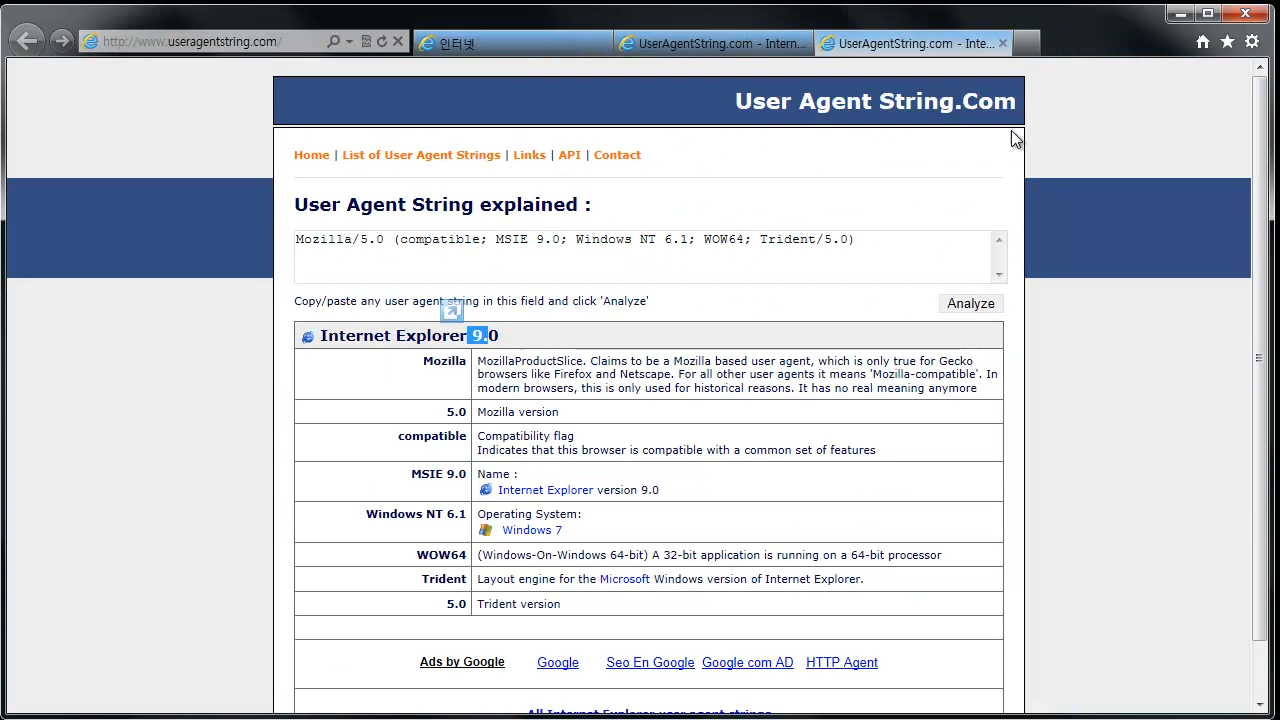 http://www.useragentstring.com/
인터넷
UserAgentString.com - Intern...
UserAgentString.com - Inte...
User Agent String.Com
Home | List of User Agent Strings | Links | API | Contact
User Agent String explained :
Mozilla/5.0 (compatible; MSIE 9.0; Windows NT 6.1; WOW64; Trident/5.0)
Copy/paste any user agent string in this field and click 'Analyze'
Analyze
Internet Explorer 9.0
Mozilla
MozillaProductSlice. Claims to be a Mozilla based user agent, which is only true for Gecko
browsers like Firefox and Netscape. For all other user agents it means 'Mozilla-compatible'. In
modern browsers, this is only used for historical reasons. It has no real meaning anymore
5.0 Mozilla version
compatible Compatibility flag
Indicates that this browser is compatible with a common set of features
MSIE 9.0 Name :
Internet Explorer version 9.0
Windows NT 6.1 Operating System:
Windows 7
WOW64 (Windows-On-Windows 64-bit) A 32-bit application is running on a 64-bit processor
Trident Layout engine for the Microsoft Windows version of Internet Explorer.
5.0 Trident version
Ads by Google Google Seo En Google Google com AD HTTP Agent
All Internet Explorer user agent strings